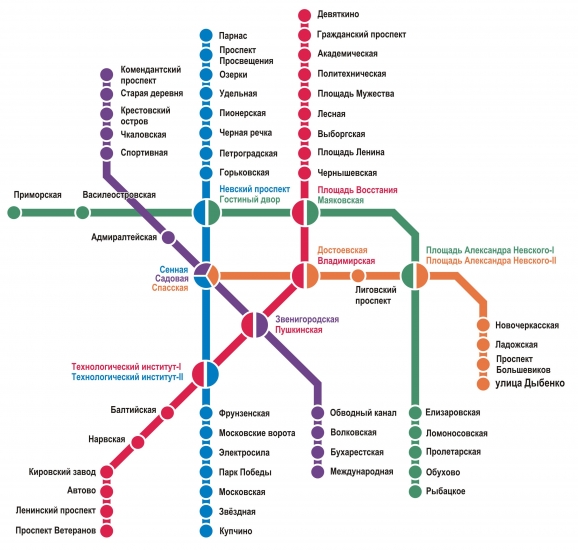 Девяткино
Гражданский проспект
Академическая
Политехническая
Площадь Мужества
Лесная
Выборгская
Площадь Ленина
Чернышевская
Парнас
Проспект
Просвещения
Озерки
Удельная
Пионерская
Черная речка
Петроградская
Горьковская
Комендантский
проспект
Старая деревня
Крестовский
остров
Чкаловская
Спортивная
Приморская
Василеостровская
Невский проспект
Гостиный двор
Площадь Восстания
Маяковская
Адмиралтейская
Сенная
Садовая
Спасская
Достоевская
Владимирская
Лиговский
проспект
Площадь Александра Невского-I
Площадь Александра Невского-II
Звенигородская
Пушкинская
Новочеркасская
Ладожская
Проспект
Большевиков
улица Дыбенко
Технологический институт-I
Технологический институт-II
Балтийская
Нарвская
Кировский завод
Автово
Ленинский проспект
Проспект Ветеранов
Фрунзенская
Московские ворота
Электросила
Парк Победы
Московская
Звёздная
Купчино
Обводный канал
Волковская
Бухарестская
Международная
Елизаровская
Ломоносовская
Пролетарская
Обухово
Рыбацкое